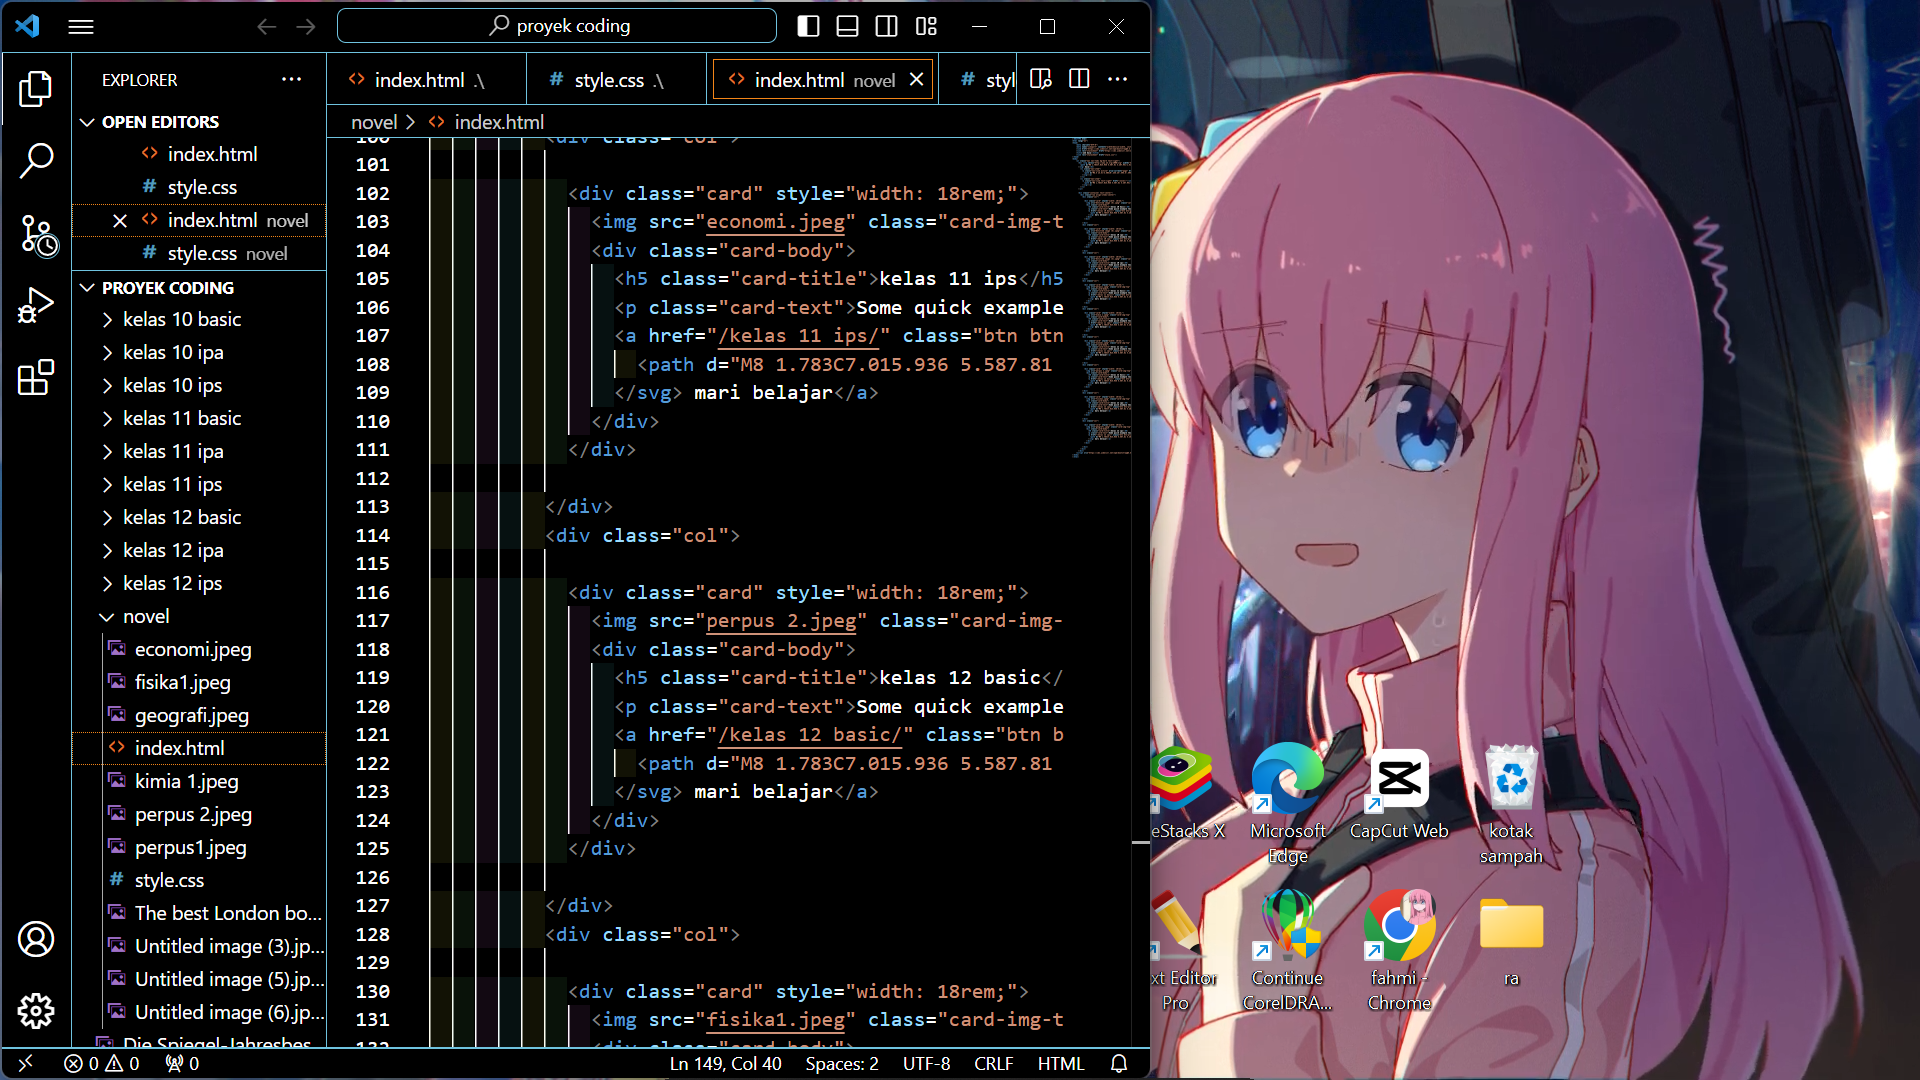 proyek coding
EXPLORER
index.html .\
style.css .\
index.html novel
styl
OPEN EDITORS
index.html
style.css
index.html novel
style.css novel
PROYEK CODING
kelas 10 basic
kelas 10 ipa
kelas 10 ips
kelas 11 basic
kelas 11 ipa
kelas 11 ips
kelas 12 basic
kelas 12 ipa
kelas 12 ips
novel
economi.jpeg
fisika1.jpeg
geografi.jpeg
index.html
kimia 1.jpeg
perpus 2.jpeg
perpus1.jpeg
style.css
The best London bo...
Untitled image (3).jp...
Untitled image (5).jp...
Untitled image (6).jp...
Die Spiegel-Jahresbes
novel > index.html
100 <div class="col">
101
102 <div class="card" style="width: 18rem;">
103 <img src="economi.jpeg" class="card-img-t
104 <div class="card-body">
105 <h5 class="card-title">kelas 11 ips</h5
106 <p class="card-text">Some quick example
107 <a href="/kelas 11 ips/" class="btn btn
108 <path d="M8 1.783C7.015.936 5.587.81
109 </svg> mari belajar</a>
110 </div>
111 </div>
112
113 </div>
114 <div class="col">
115
116 <div class="card" style="width: 18rem;">
117 <img src="perpus 2.jpeg" class="card-img-
118 <div class="card-body">
119 <h5 class="card-title">kelas 12 basic</
120 <p class="card-text">Some quick example
121 <a href="/kelas 12 basic/" class="btn b
122 <path d="M8 1.783C7.015.936 5.587.81
123 </svg> mari belajar</a>
124 </div>
125 </div>
126
127 </div>
128 <div class="col">
129
130 <div class="card" style="width: 18rem;">
131 <img src="fisika1.jpeg" class="card-img-t
132 <div class="card-body">
0 0 0
Ln 149, Col 40
Spaces: 2
UTF-8
CRLF
HTML
eStacks X
Microsoft
Edge
CapCut Web
kotak
sampah
xt Editor
Pro
Continue
CorelDRA...
fahmi -
Chrome
ra